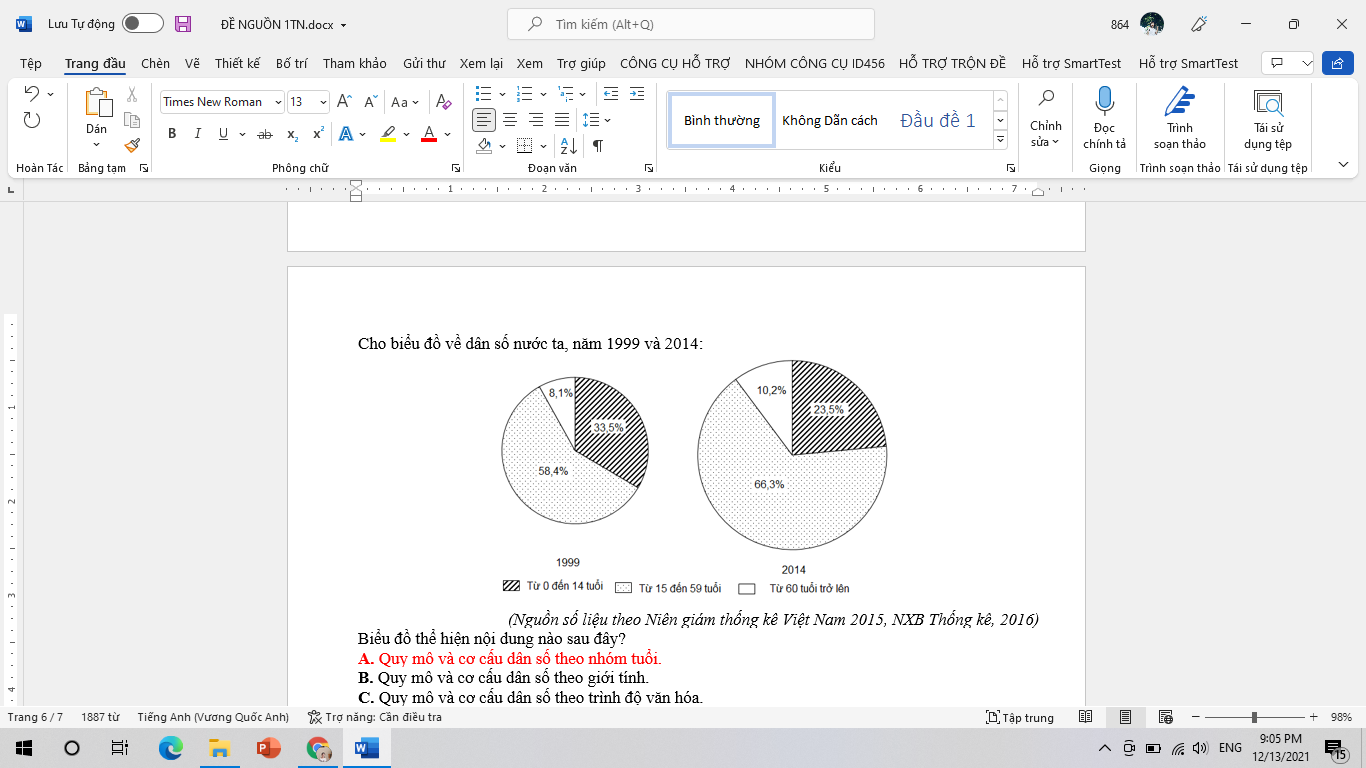 Lưu Tự động
ĐỀ NGUỒN 1TN.docx
Tìm kiếm (Alt+Q)
864
Tệp Trang đầu Chèn Vẽ Thiết kế Bố trí Tham khảo Gửi thư Xem lại Xem Trợ giúp CÔNG CỤ HỖ TRỢ NHÓM CÔNG CỤ ID456 HỖ TRỢ TRỘN ĐỀ Hỗ trợ SmartTest Hỗ trợ SmartTest
Times New Roman 13
Dán
Bình thường Không Dãn cách Đầu đề 1
Chỉnh sửa
Đọc chính tả
Trình soạn thảo
Tái sử dụng tệp
Hoàn Tác Bảng tạm Phông chữ Đoạn văn Kiểu Giọng Trình soạn thảo Tái sử dụng tệp
1 2 3 4 5 6 7
Cho biểu đồ về dân số nước ta, năm 1999 và 2014:
8,1%
33,5%
58,4%
10,2%
23,5%
66,3%
1999
2014
Từ 0 đến 14 tuổi Từ 15 đến 59 tuổi Từ 60 tuổi trở lên
(Nguồn số liệu theo Niên giám thống kê Việt Nam 2015, NXB Thống kê, 2016)
Biểu đồ thể hiện nội dung nào sau đây?
A. Quy mô và cơ cấu dân số theo nhóm tuổi.
B. Quy mô và cơ cấu dân số theo giới tính.
C. Quy mô và cơ cấu dân số theo trình độ văn hóa.
Trang 6 / 7 1887 từ Tiếng Anh (Vương Quốc Anh) Trợ năng: Cần điều tra Tập trung 98%
ENG
9:05 PM
12/13/2021
15